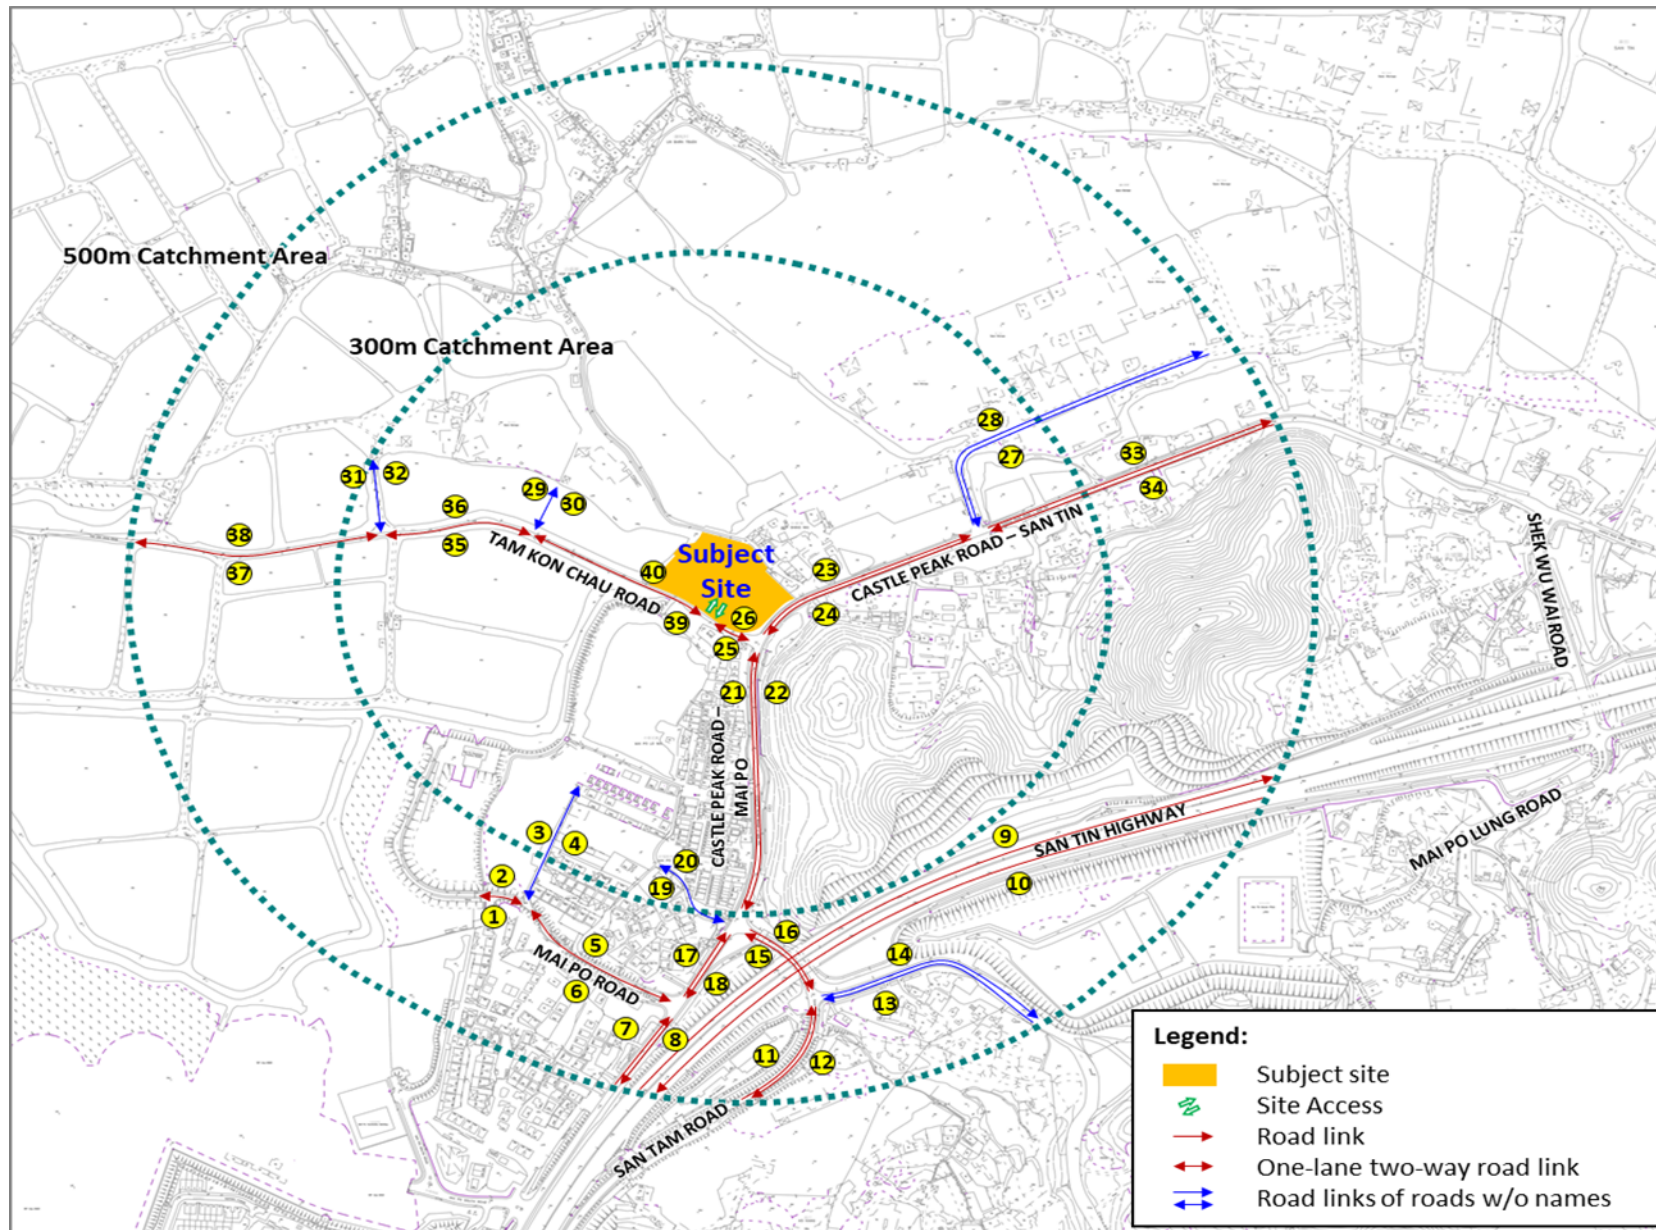 500m Catchment Area
300m Catchment Area
28
27
33
34
31
32
29
30
36
35
38
37
TAM KON CHAU ROAD
40
39
Subject
Site
26
25
23
24
CASTLE PEAK ROAD – SAN TIN
SHEK WU WAI ROAD
21
22
CASTLE PEAK ROAD –
MAI PO
3
4
2
1
20
19
9
10
SAN TIN HIGHWAY
MAI PO LUNG ROAD
5
6
MAI PO ROAD
17
18
16
15
14
13
7
8
11
12
SAN TAM ROAD
Legend:
Subject site
Site Access
Road link
One-lane two-way road link
Road links of roads w/o names